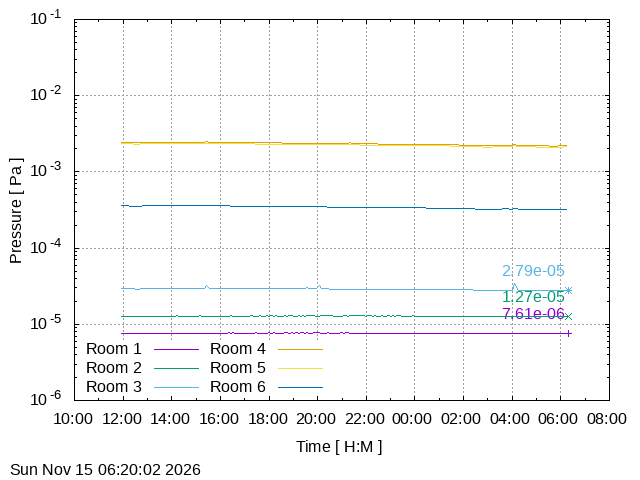 10^-1
10^-2
10^-3
10^-4
10^-5
10^-6
Pressure [ Pa ]
2.79e-05
1.27e-05
7.61e-06
Room 1 Room 4
Room 2 Room 5
Room 3 Room 6
10:00 12:00 14:00 16:00 18:00 20:00 22:00 00:00 02:00 04:00 06:00 08:00
Time [ H:M ]
Sun Nov 15 06:20:02 2026